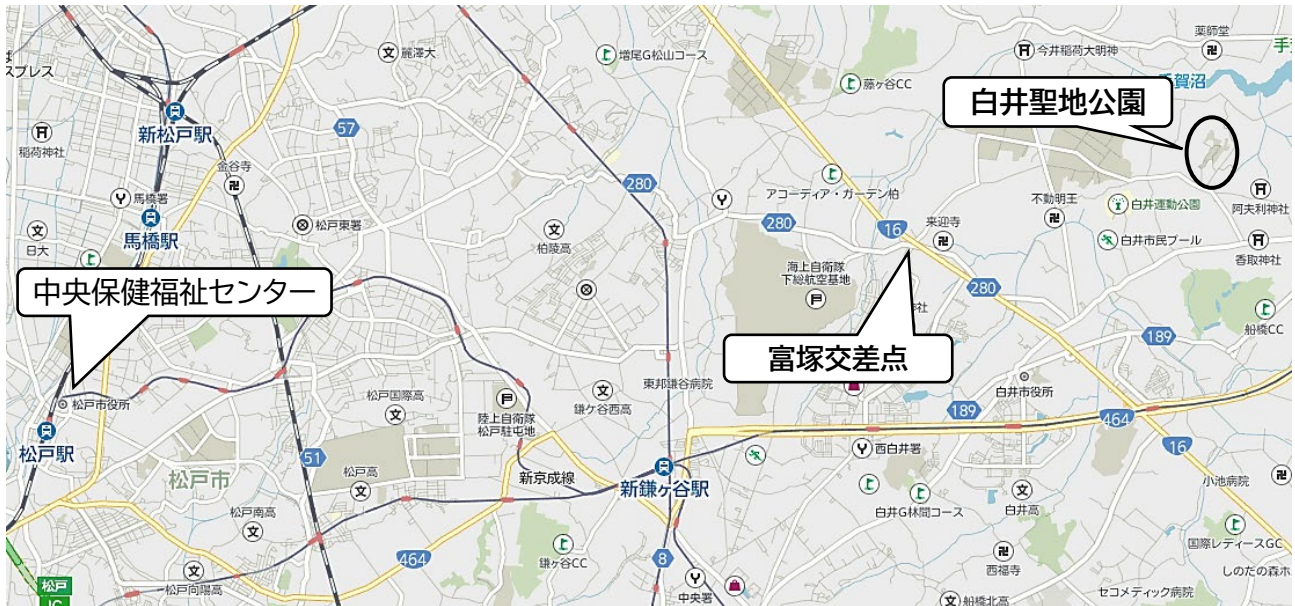 ば
スプレス
麗澤大
増尾G松山コース
今井稲荷大明神
薬師堂
手賀沼
藤ヶ谷CC
白井聖地公園
稲荷神社
新松戸駅
57
金谷寺
馬橋署
馬橋駅
日大
松戸東署
柏陵高
280
アコーディア・ガーデン柏
280
16
来迎寺
不動明王
白井運動公園
阿夫利神社
白井市民プール
香取神社
中央保健福祉センター
海上自衛隊
下総航空基地
神社
280
船橋CC
富塚交差点
189
松戸市役所
松戸駅
松戸市
松戸国際高
陸上自衛隊
松戸駐屯地
鎌ケ谷西高
東邦鎌谷病院
白井市役所
189
464
16
51
松戸高
新京成線
新鎌ヶ谷駅
西白井署
松戸南高
白井G林間コース
白井高
小池病院
国際レディースGC
464
鎌ヶ谷CC
8
西福寺
しのだの森ホ
松戸
IC
松戸向陽高
中央署
船橋北高
セコメディック病院